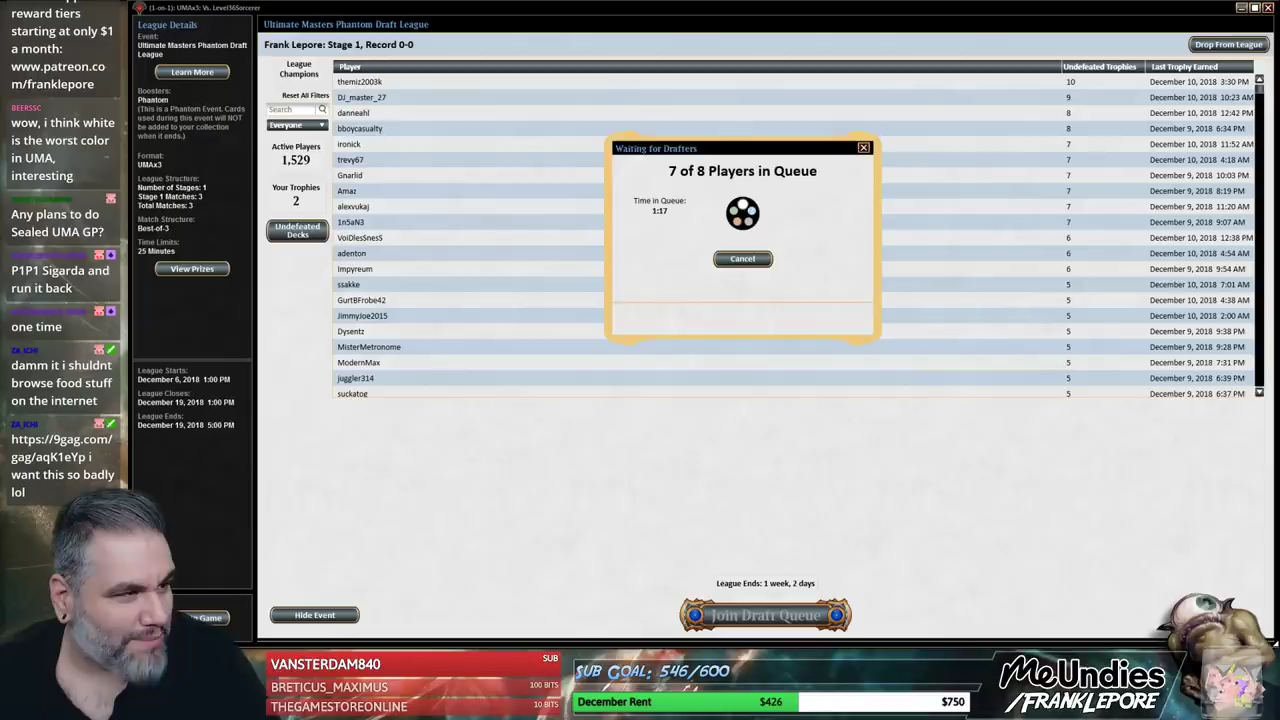 (1-on-1): UMAx3: Vs. Level36Sorcerer
reward tiers
starting at only $1
a month:
www.patreon.co
m/franklepore
BEERSSC
wow, i think white
is the worst color
in UMA,
interesting
Any plans to do
Sealed UMA GP?
P1P1 Sigarda and
run it back
one time
ZA_ICHI
damm it i shuldnt
browse food stuff
on the internet
ZA_ICHI
https://9gag.com/
gag/aqK1eYp i
want this so badly
lol
League Details
Event:
Ultimate Masters Phantom Draft
League
Learn More
Boosters:
Phantom
(This is a Phantom Event. Cards
used during this event will NOT
be added to your collection
when it ends.)
Format:
UMAx3
League Structure:
Number of Stages: 1
Stage 1 Matches: 3
Total Matches: 3
Match Structure:
Best-of-3
Time Limits:
25 Minutes
View Prizes
League Starts:
December 6, 2018 1:00 PM
League Closes:
December 19, 2018 1:00 PM
League Ends:
December 19, 2018 5:00 PM
Game
Ultimate Masters Phantom Draft League
Frank Lepore: Stage 1, Record 0-0
Drop From League
League
Champions
Reset All Filters
Search
Everyone
Active Players
1,529
Your Trophies
2
Undefeated
Decks
Player Undefeated Trophies Last Trophy Earned
themiz2003k 10 December 10, 2018 3:30 PM
DJ_master_27 9 December 10, 2018 10:23 AM
danneahl 8 December 10, 2018 12:42 PM
bboycasualty 8 December 9, 2018 6:34 PM
ironick 7 December 10, 2018 11:52 AM
trevy67 7 December 10, 2018 4:18 AM
Gnarlid 7 December 9, 2018 10:03 PM
Amaz 7 December 9, 2018 8:19 PM
alexvukaj 7 December 9, 2018 11:20 AM
1n5aN3 7 December 9, 2018 9:07 AM
VoiDlesSnesS 6 December 10, 2018 12:38 PM
adenton 6 December 10, 2018 4:54 AM
Impyreum 6 December 9, 2018 9:54 AM
ssakke 5 December 10, 2018 7:01 AM
GurtBFrobe42 5 December 10, 2018 4:38 AM
JimmyJoe2015 5 December 10, 2018 2:00 AM
Dysentz 5 December 9, 2018 9:38 PM
MisterMetronome 5 December 9, 2018 9:28 PM
ModernMax 5 December 9, 2018 7:31 PM
juggler314 5 December 9, 2018 6:39 PM
suckatog 5 December 9, 2018 6:37 PM
Waiting for Drafters
7 of 8 Players in Queue
Time in Queue:
1:17
Cancel
League Ends: 1 week, 2 days
Hide Event
Join Draft Queue
VANSTERDAM840 SUB
BRETICUS_MAXIMUS 100 BITS
THEGAMESTOREONLINE 10 BITS
SUB GOAL: 546/600
December Rent $426 $750
MeUndies
/FRANKLEPORE